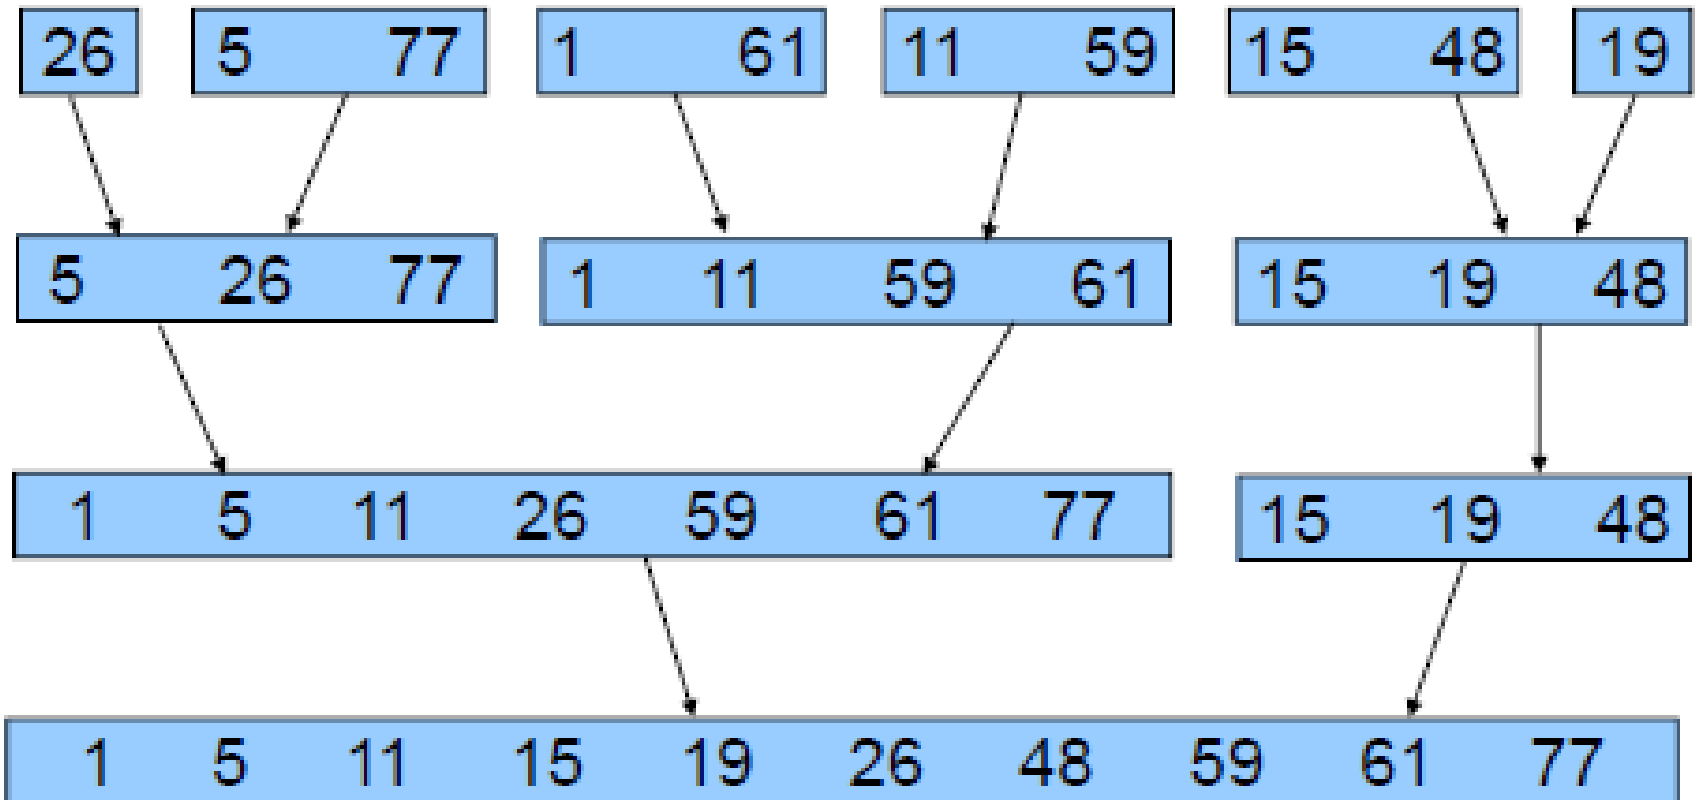 26 5 77 1 61 11 59 15 48 19
5 26 77 1 11 59 61 15 19 48
1 5 11 26 59 61 77 15 19 48
1 5 11 15 19 26 48 59 61 77